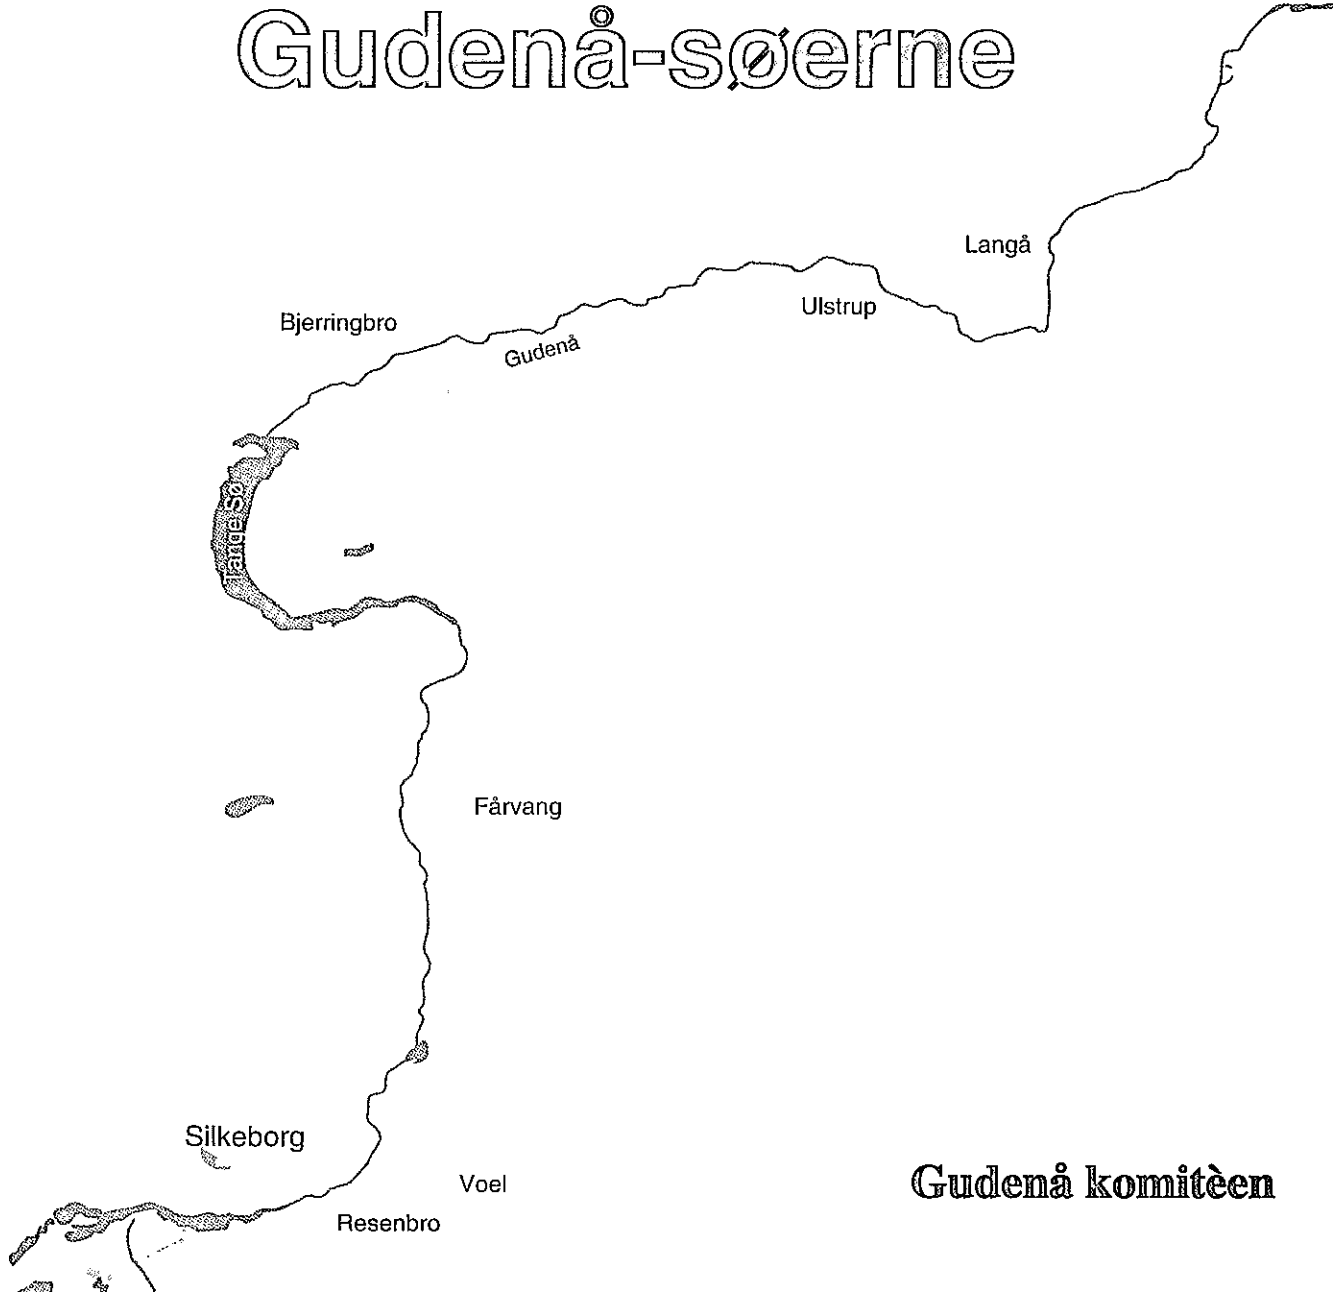 Gudenå-søerne
Langå
Ulstrup
Bjerringbro
Gudenå
Tange Sø
Fårvang
Silkeborg
Voel
Gudenå komitèen
Resenbro